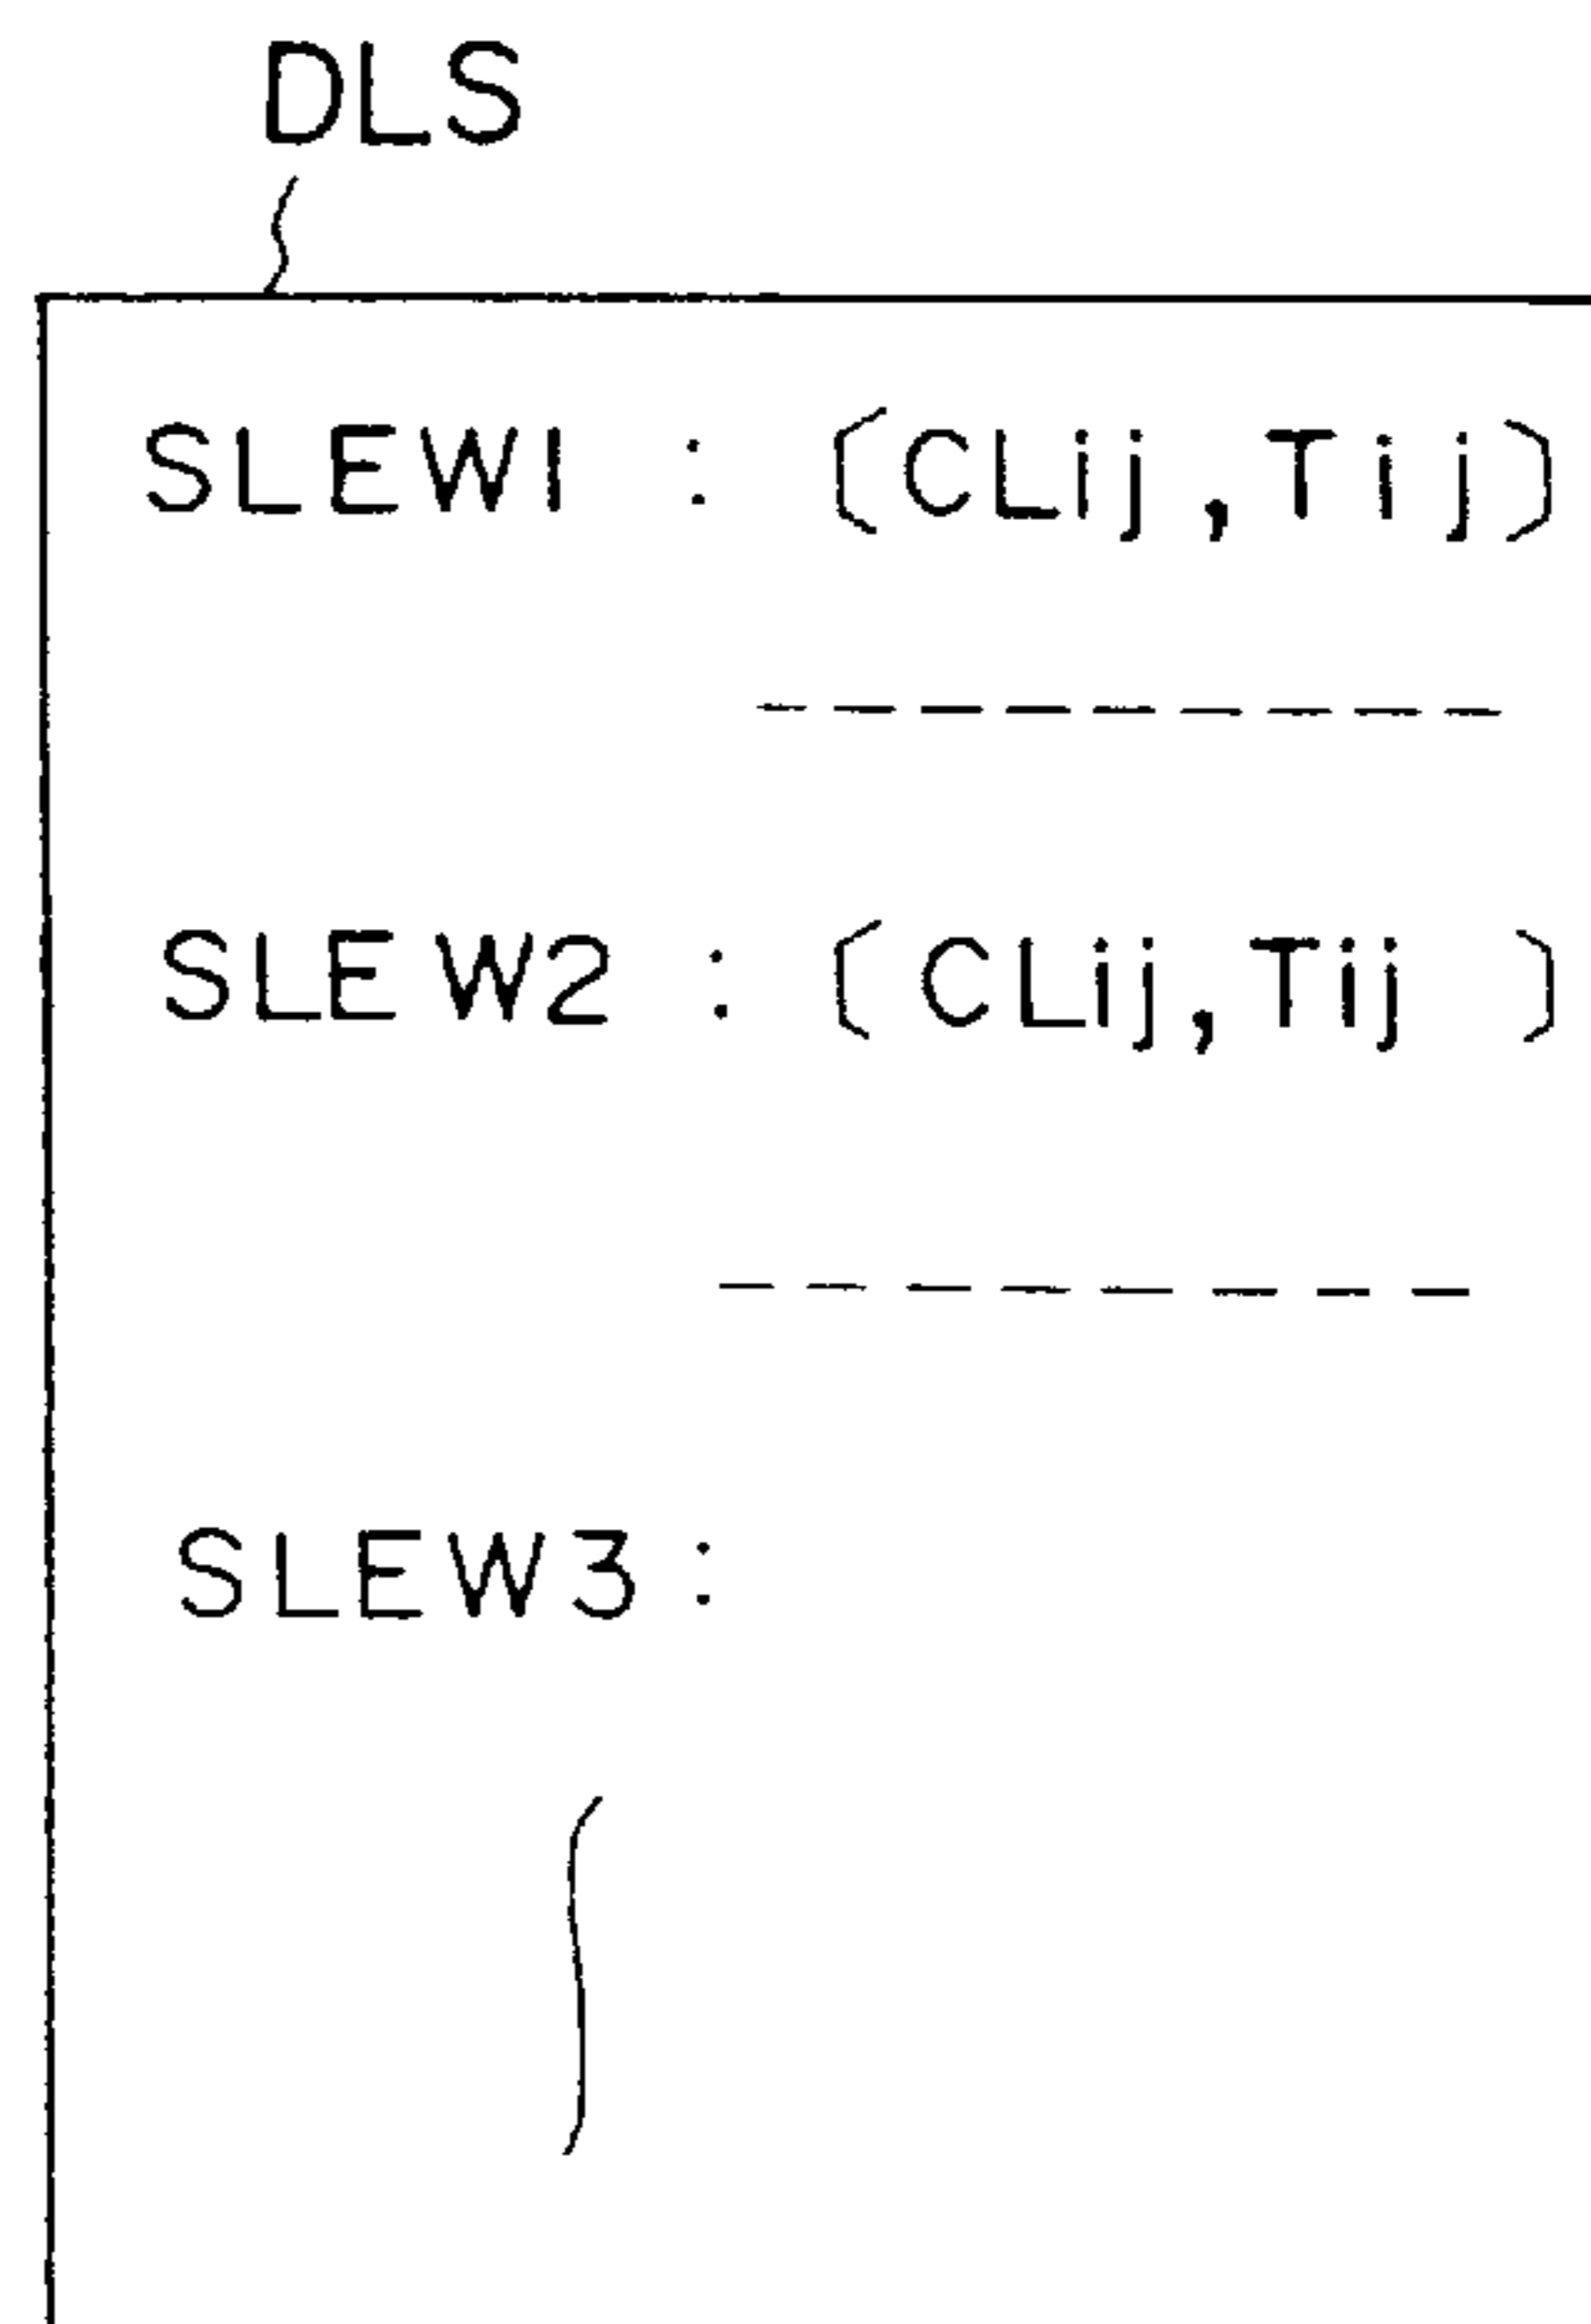 DLS
SLEW1 : (CLij,Tij)
SLEW2 : (CLij,Tij )
SLEW3 :